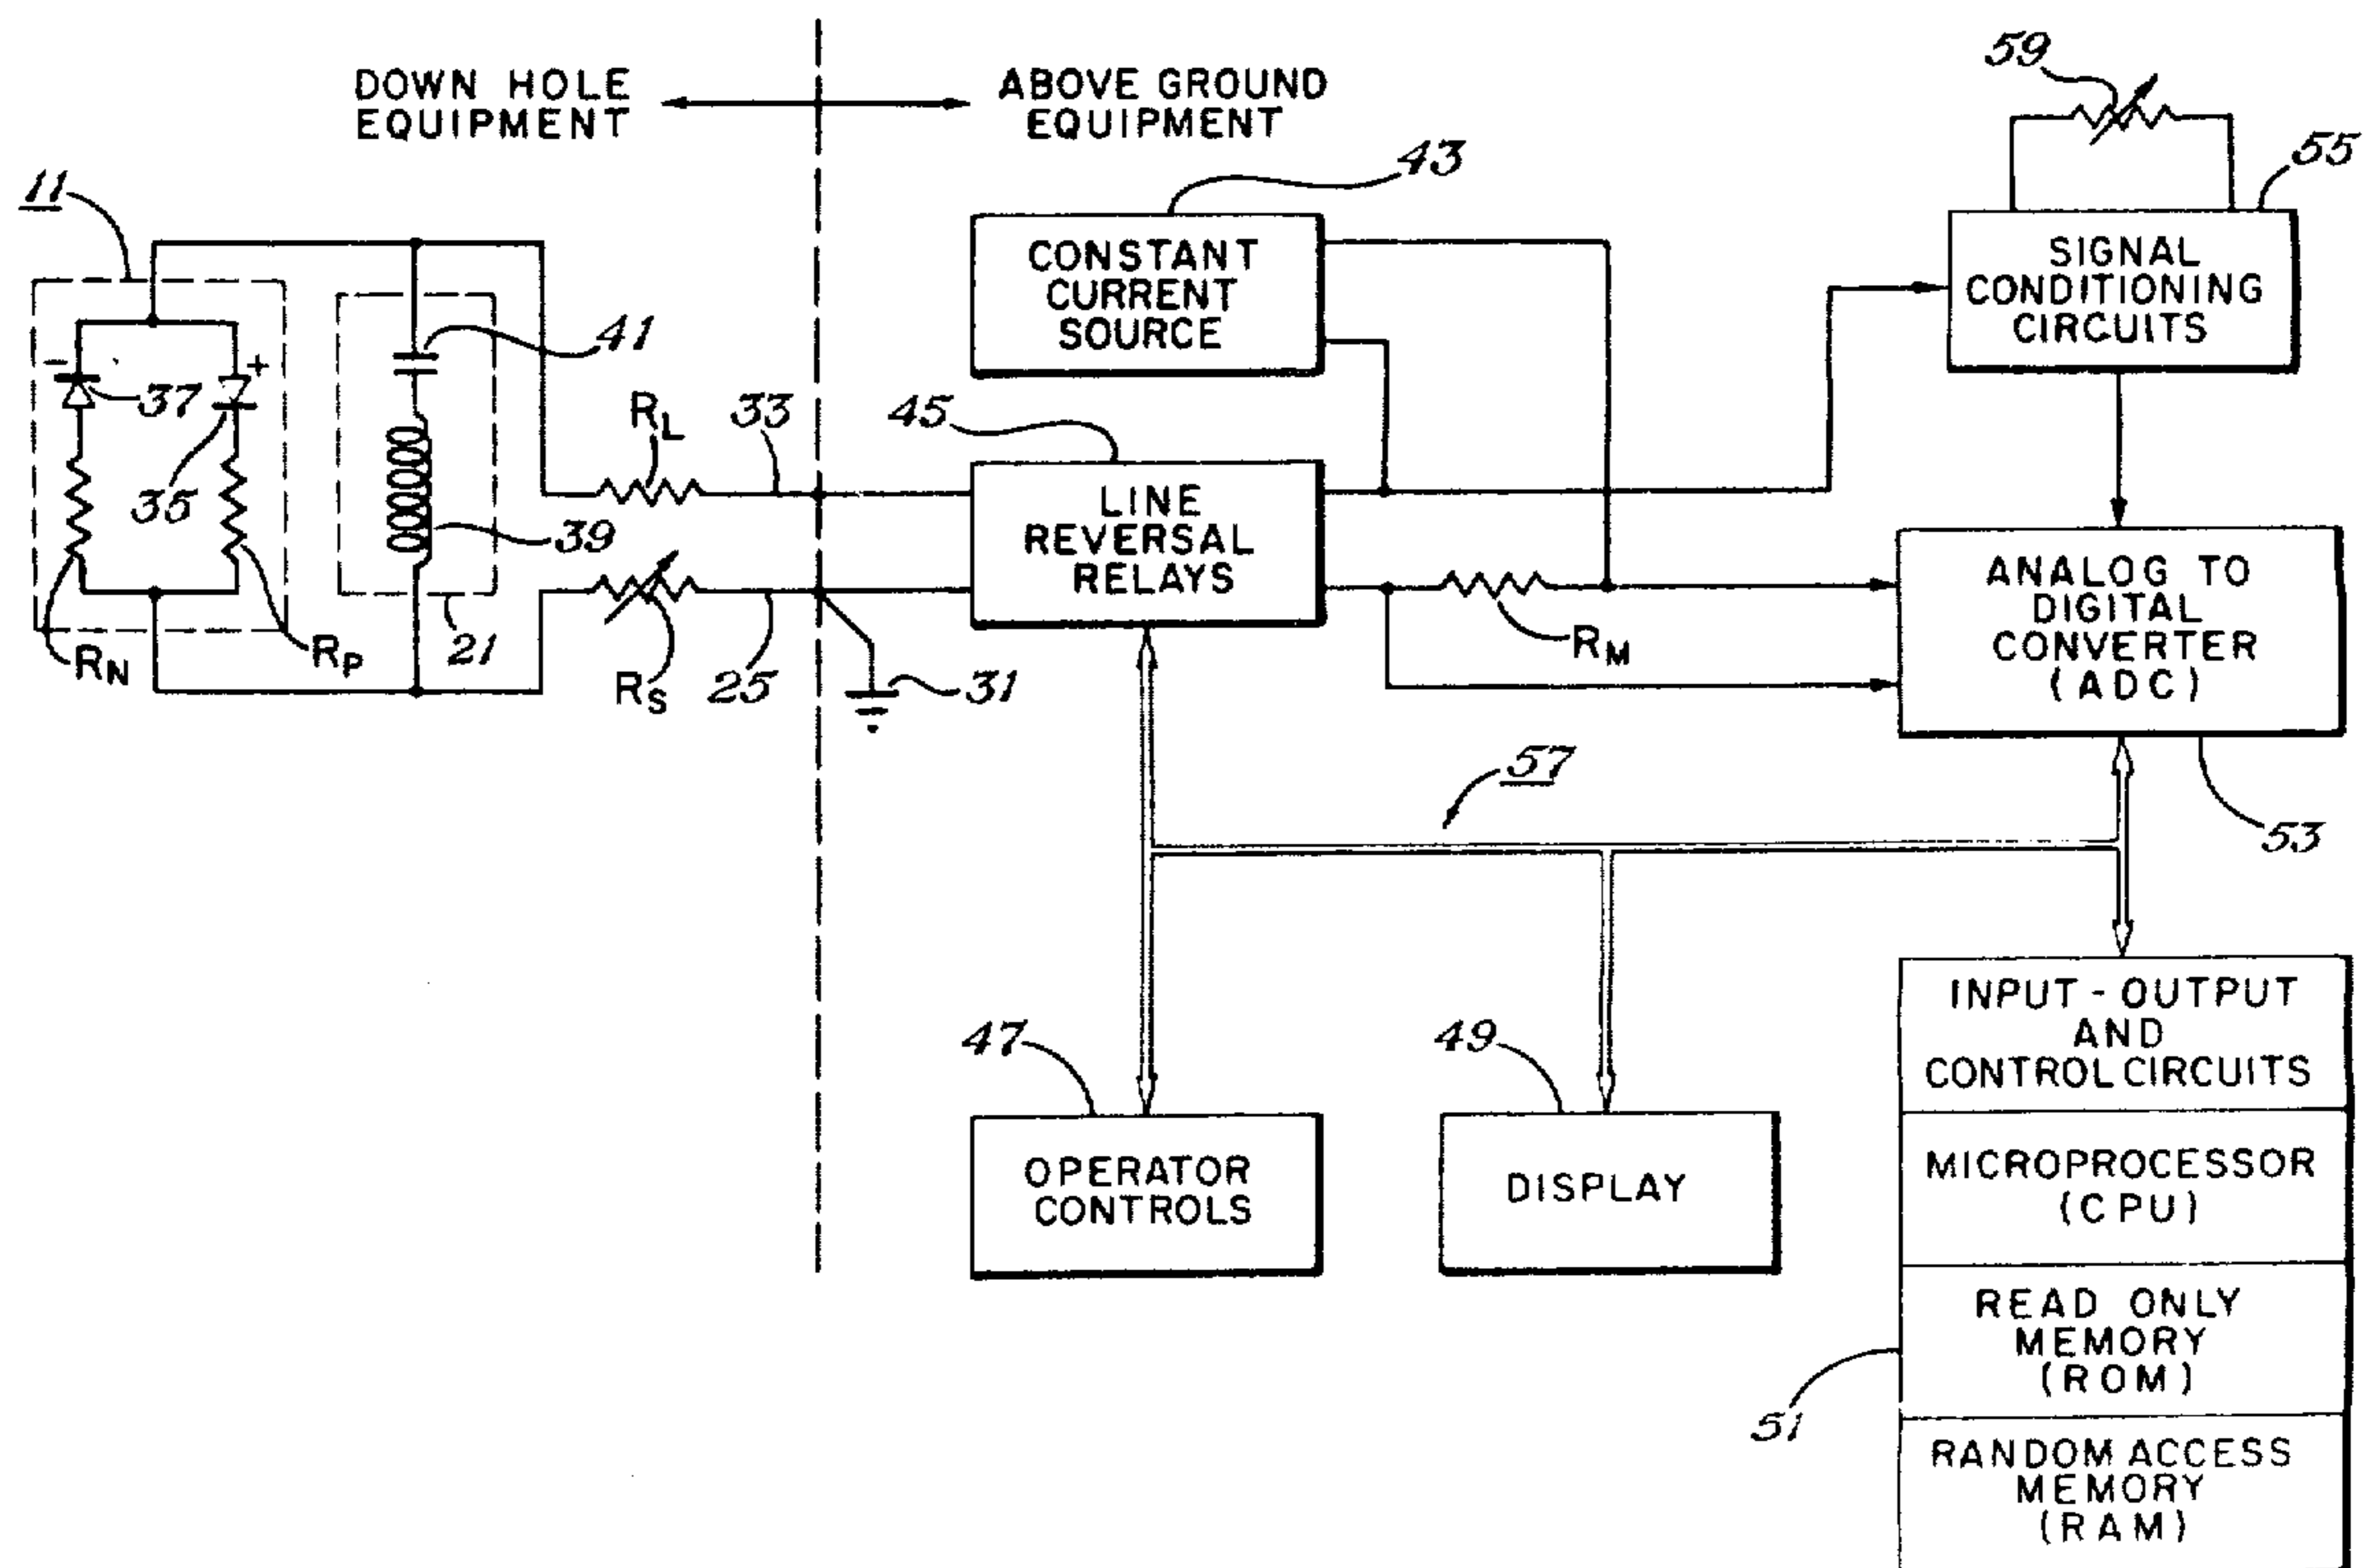 DOWN HOLE
EQUIPMENT
ABOVE GROUND
EQUIPMENT
59
43
55
11
CONSTANT
CURRENT
SOURCE
SIGNAL
CONDITIONING
CIRCUITS
41
- 
+
37
35
RL
33
45
39
LINE
REVERSAL
RELAYS
ANALOG TO
DIGITAL
CONVERTER
(ADC)
RN
RP
21
RS
25
31
RM
57
53
47
49
INPUT - OUTPUT
AND
CONTROL CIRCUITS
OPERATOR
CONTROLS
DISPLAY
MICROPROCESSOR
(CPU)
READ ONLY
MEMORY
(ROM)
51
RANDOM ACCESS
MEMORY
(RAM)